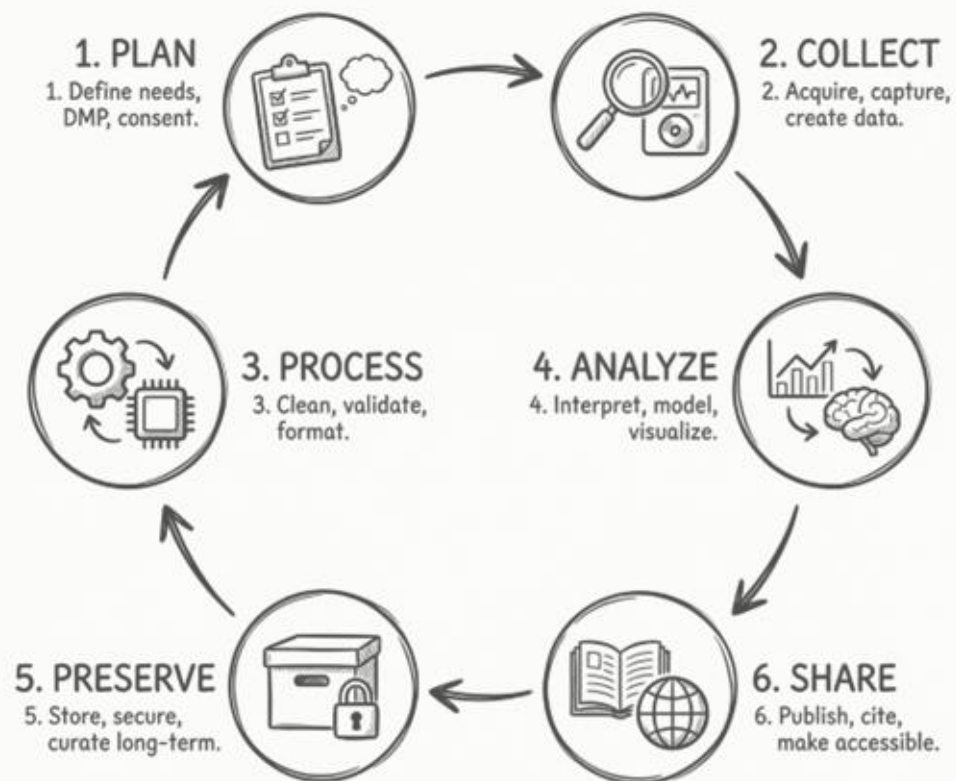 1. PLAN
1. Define needs,
DMP, consent.
2. COLLECT
2. Acquire, capture,
create data.
3. PROCESS
3. Clean, validate,
format.
4. ANALYZE
4. Interpret, model,
visualize.
5. PRESERVE
5. Store, secure,
curate long-term.
6. SHARE
6. Publish, cite,
make accessible.